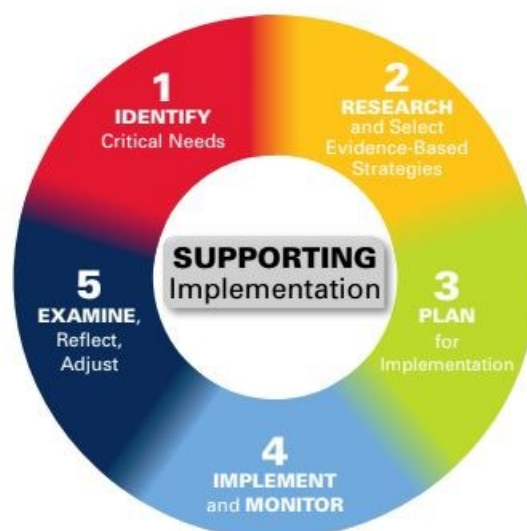 1
IDENTIFY
Critical Needs
2
RESEARCH
and Select
Evidence-Based
Strategies
3
PLAN
for
Implementation
4
IMPLEMENT
and MONITOR
5
EXAMINE,
Reflect,
Adjust
SUPPORTING
Implementation